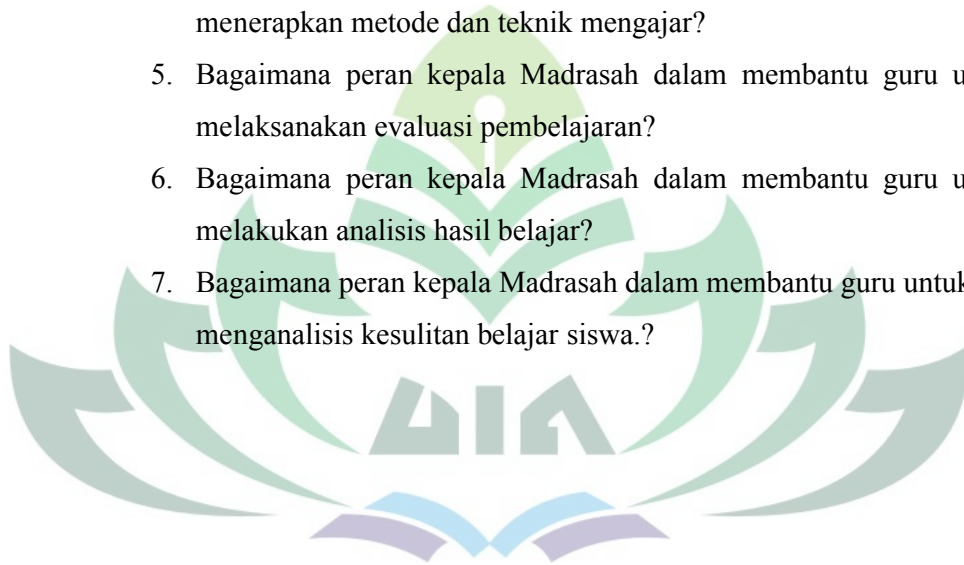 menerapkan metode dan teknik mengajar?
5. Bagaimana peran kepala Madrasah dalam membantu guru u
melaksanakan evaluasi pembelajaran?
6. Bagaimana peran kepala Madrasah dalam membantu guru u
melakukan analisis hasil belajar?
7. Bagaimana peran kepala Madrasah dalam membantu guru untuk
menganalisis kesulitan belajar siswa.?
UIN